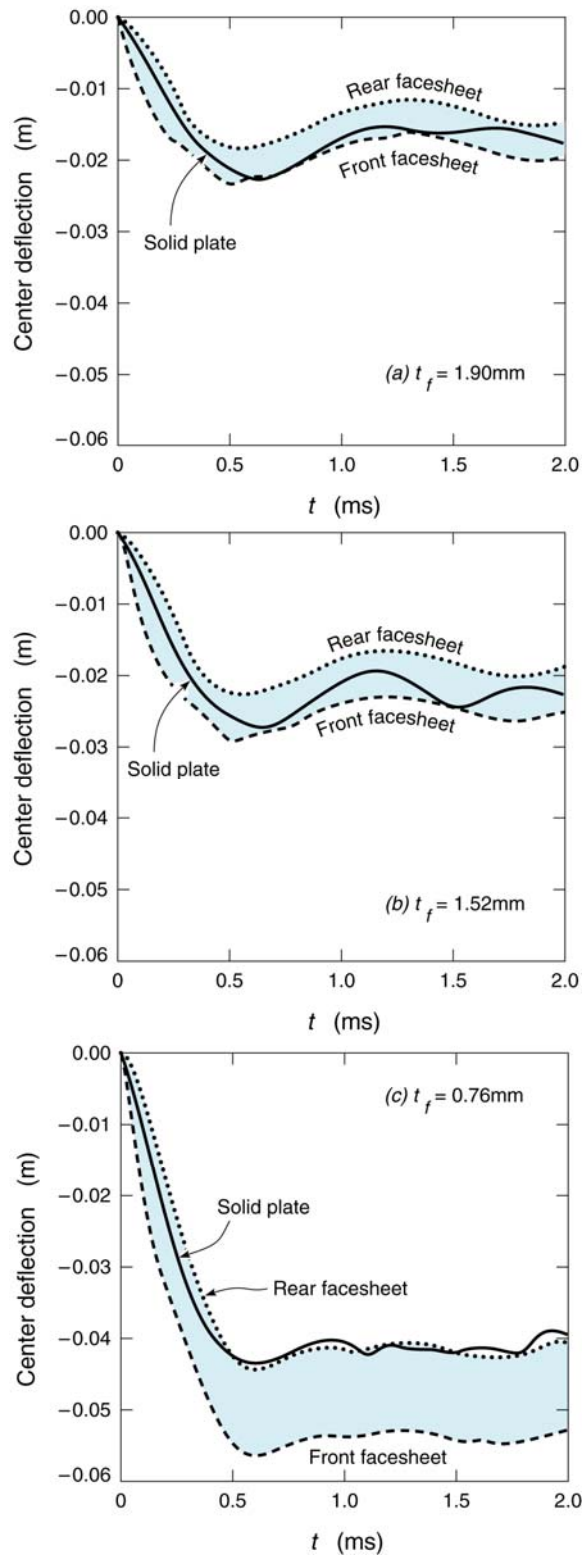 0.00
−0.01
−0.02
−0.03
−0.04
−0.05
−0.06
Center deflection (m)
Rear facesheet
Front facesheet
Solid plate
(a) t f = 1.90mm
0 0.5 1.0 1.5 2.0
t (ms)
0.00
−0.01
−0.02
−0.03
−0.04
−0.05
−0.06
Center deflection (m)
Rear facesheet
Front facesheet
Solid plate
(b) t f = 1.52mm
0 0.5 1.0 1.5 2.0
t (ms)
0.00
−0.01
−0.02
−0.03
−0.04
−0.05
−0.06
Center deflection (m)
(c) t f = 0.76mm
Solid plate
Rear facesheet
Front facesheet
0 0.5 1.0 1.5 2.0
t (ms)